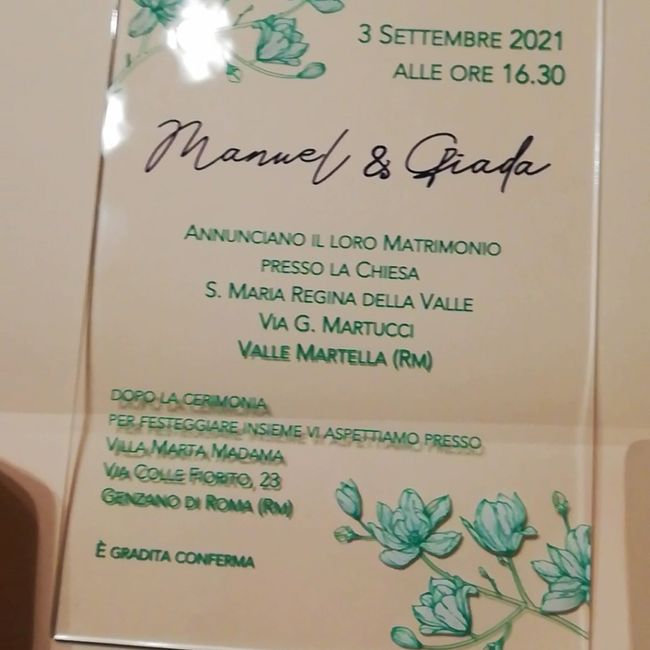 3 SETTEMBRE 2021
ALLE ORE 16.30
Manuel & Giada
ANNUNCIANO IL LORO MATRIMONIO
PRESSO LA CHIESA
S. MARIA REGINA DELLA VALLE
VIA G. MARTUCCI
VALLE MARTELLA (RM)
DOPO LA CERIMONIA
PER FESTEGGIARE INSIEME VI ASPETTIAMO PRESSO
VILLA MARTA MADAMA
VIA COLLE FIORITO, 23
GENZANO DI ROMA (RM)
È GRADITA CONFERMA